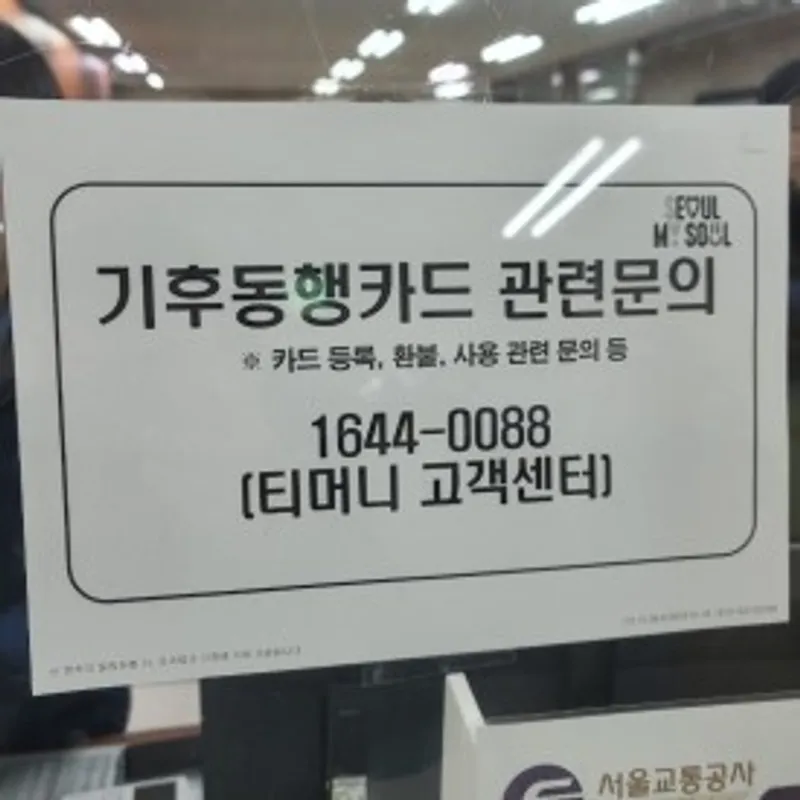 SEOUL
MY SOUL
기후동행카드 관련문의
※ 카드 등록, 환불, 사용 관련 문의 등
1644-0088
(티머니 고객센터)
서울교통공사